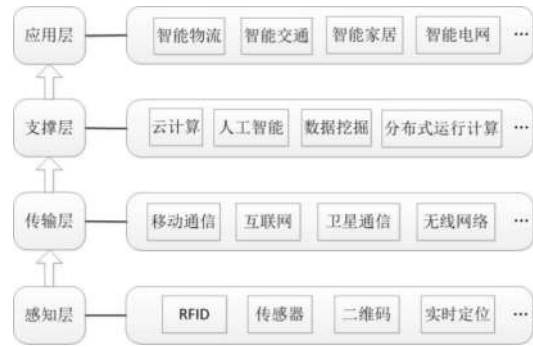 应用层 智能物流 智能交通 智能家居 智能电网 …
支撑层 云计算 人工智能 数据挖掘 分布式运行计算 …
传输层 移动通信 互联网 卫星通信 无线网络 …
感知层 RFID 传感器 二维码 实时定位 …